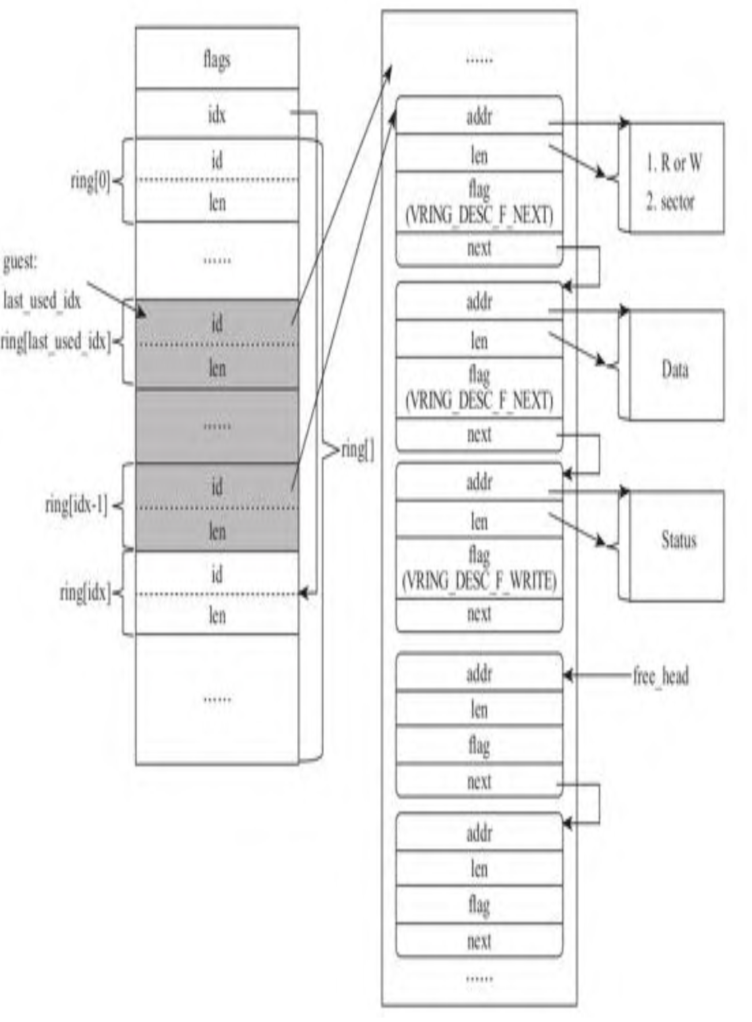 flags
idx
id
ring[0]
len
......
guest:
last_used_idx
ring[last_used_idx]
id
len
......
ring[]
id
ring[idx-1]
len
id
ring[idx]
len
......
......
addr
len
flag
(VRING_DESC_F_NEXT)
next
1. R or W
2. sector
addr
len
flag
(VRING_DESC_F_NEXT)
next
Data
addr
len
flag
(VRING_DESC_F_WRITE)
next
Status
addr
free_head
len
flag
next
addr
len
flag
next
......